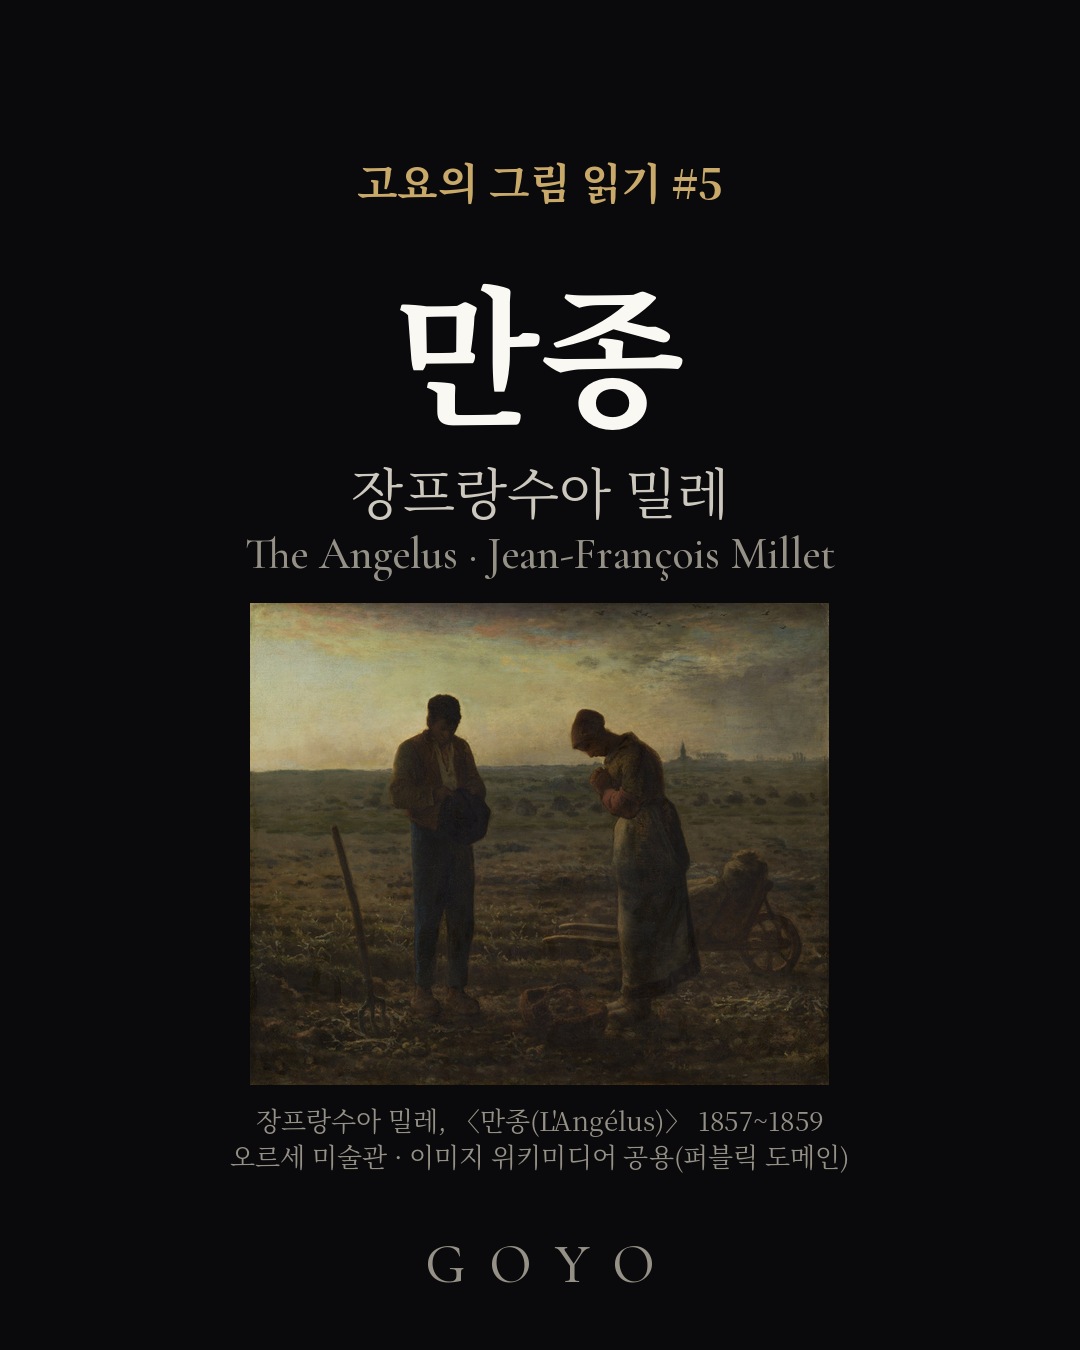 고요의 그림 읽기 #5
만종
장프랑수아 밀레
The Angelus · Jean-François Millet
장프랑수아 밀레, 〈만종(L'Angélus)〉 1857~1859
오르세 미술관 · 이미지 위키미디어 공용(퍼블릭 도메인)
GOYO